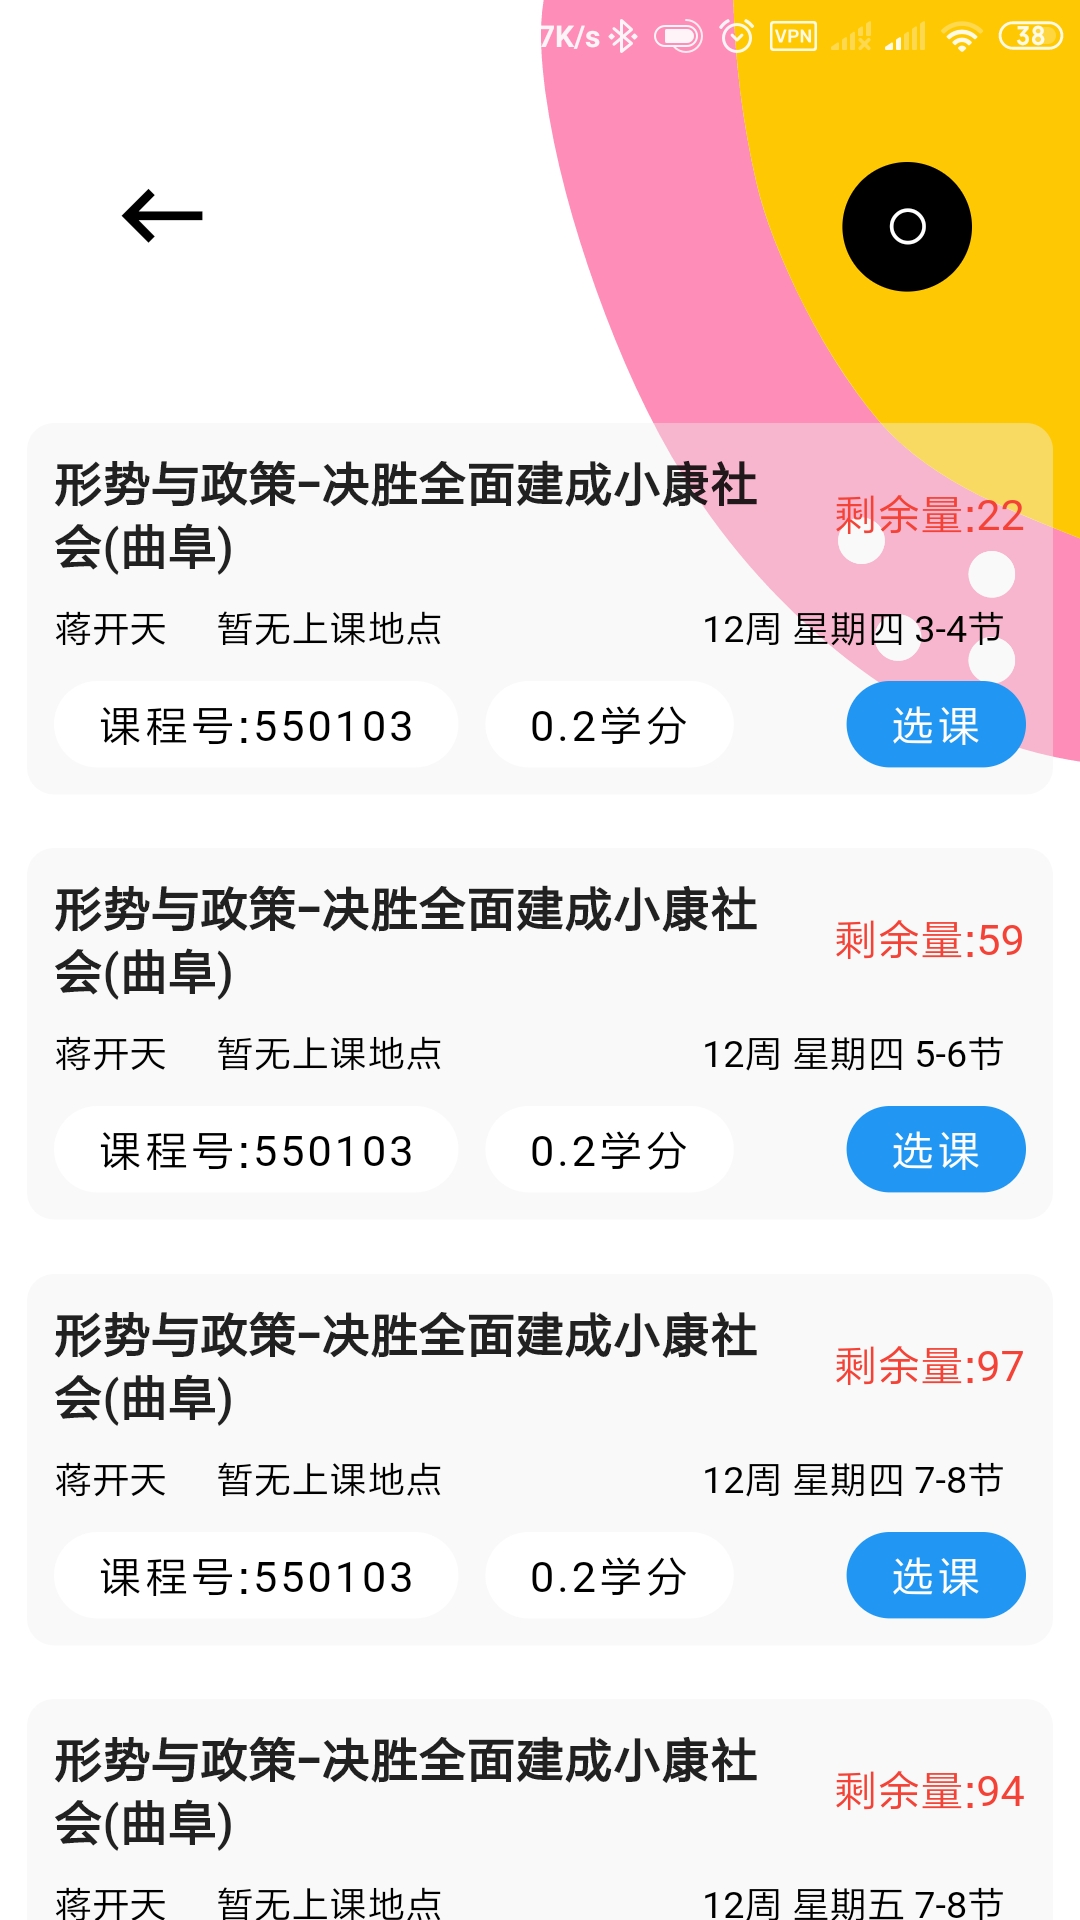 7K/s VPN 38
形势与政策-决胜全面建成小康社
会(曲阜)
剩余量:22
蒋开天 暂无上课地点 12周 星期四 3-4节
课程号:550103 0.2学分 选课
形势与政策-决胜全面建成小康社
会(曲阜)
剩余量:59
蒋开天 暂无上课地点 12周 星期四 5-6节
课程号:550103 0.2学分 选课
形势与政策-决胜全面建成小康社
会(曲阜)
剩余量:97
蒋开天 暂无上课地点 12周 星期四 7-8节
课程号:550103 0.2学分 选课
形势与政策-决胜全面建成小康社
会(曲阜)
剩余量:94
蒋开天 暂无上课地点 12周 星期五 7-8节